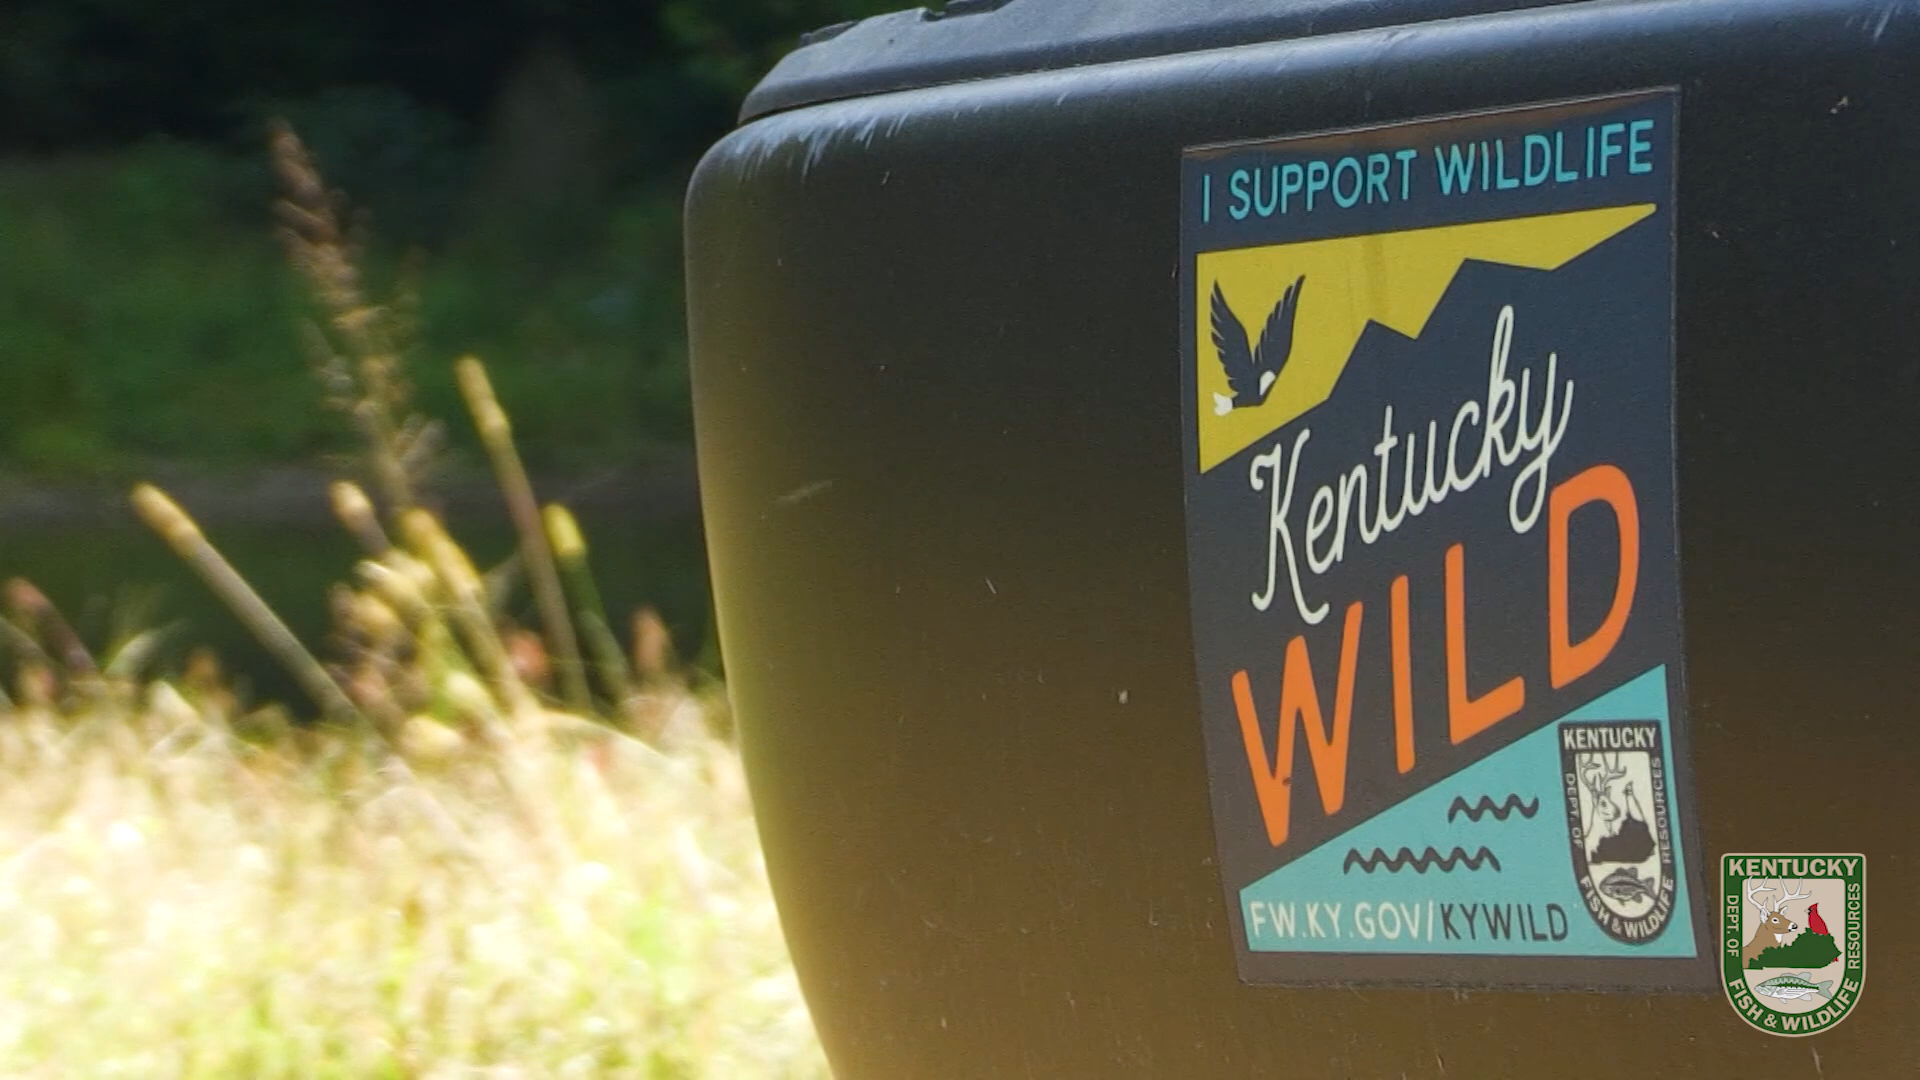 I SUPPORT WILDLIFE
Kentucky
WILD
FW.KY.GOV/KYWILD
KENTUCKY
DEPT. OF
FISH & WILDLIFE
RESOURCES
KENTUCKY
DEPT. OF
FISH & WILDLIFE
RESOURCES